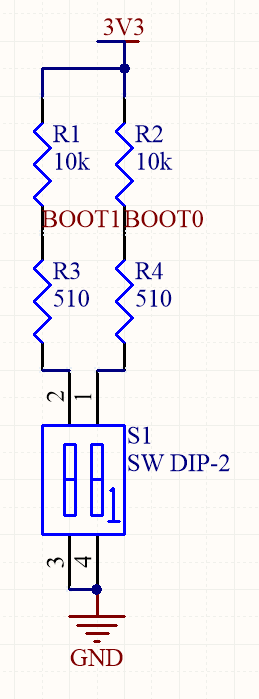 3V3
R1
10k
R2
10k
BOOT1
BOOT0
R3
510
R4
510
2
1
S1
SW DIP-2
1
3
4
GND